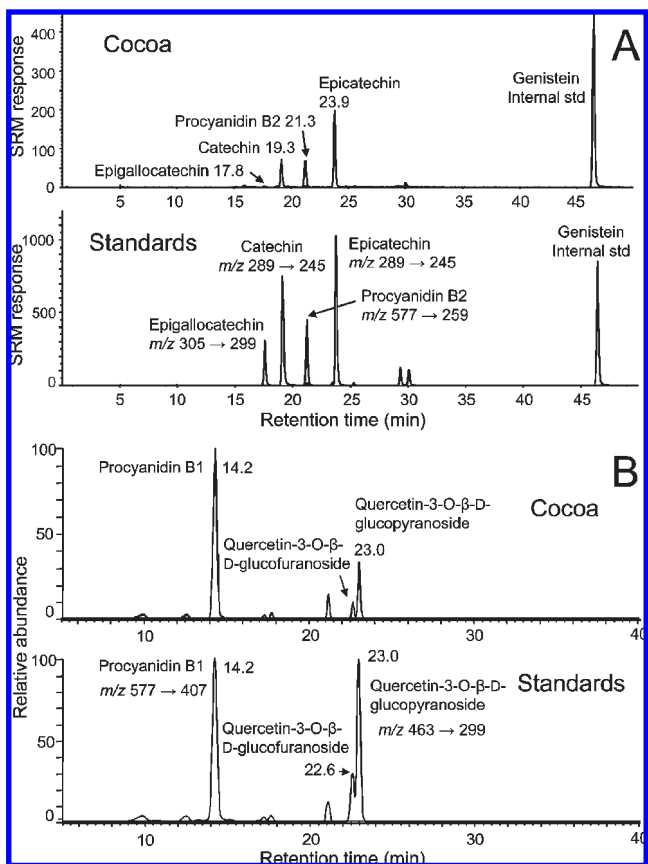 A
Cocoa
SRM response
400
300
200
100
0
Epicatechin
23.9
Procyanidin B2 21.3
Catechin 19.3
Epigallocatechin 17.8
Genistein
Internal std
5 10 15 20 25 30 35 40 45
Standards
SRM response
1000
500
0
Catechin
m/z 289 → 245
Epicatechin
m/z 289 → 245
Procyanidin B2
m/z 577 → 259
Epigallocatechin
m/z 305 → 299
Genistein
Internal std
5 10 15 20 25 30 35 40 45
Retention time (min)
B
Cocoa
Relative abundance
100
50
0
Procyanidin B1
14.2
Quercetin-3-O-β-D-
glucopyranoside
23.0
Quercetin-3-O-β-
D-glucofuranoside
10 20 30 40
Standards
100
50
0
Procyanidin B1
m/z 577 → 407
14.2
23.0
Quercetin-3-O-β-D-
glucopyranoside
m/z 463 → 299
Quercetin-3-O-β-
D-glucofuranoside
22.6
10 20 30 40
Retention time (min)